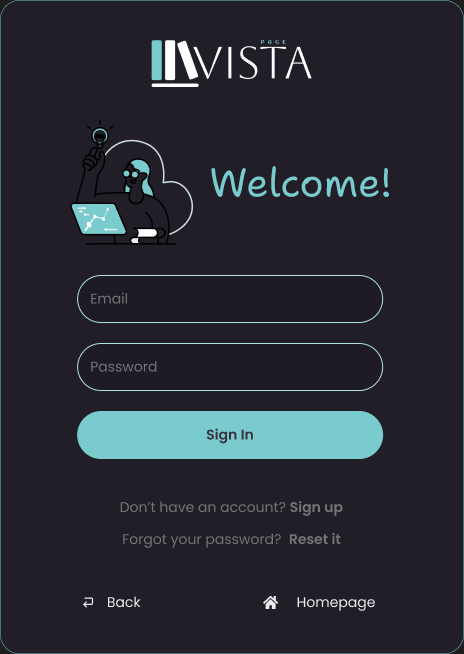 PAGE
VISTA
Welcome!
Email
Password
Sign In
Don’t have an account? Sign up
Forgot your password? Reset it
Back Homepage